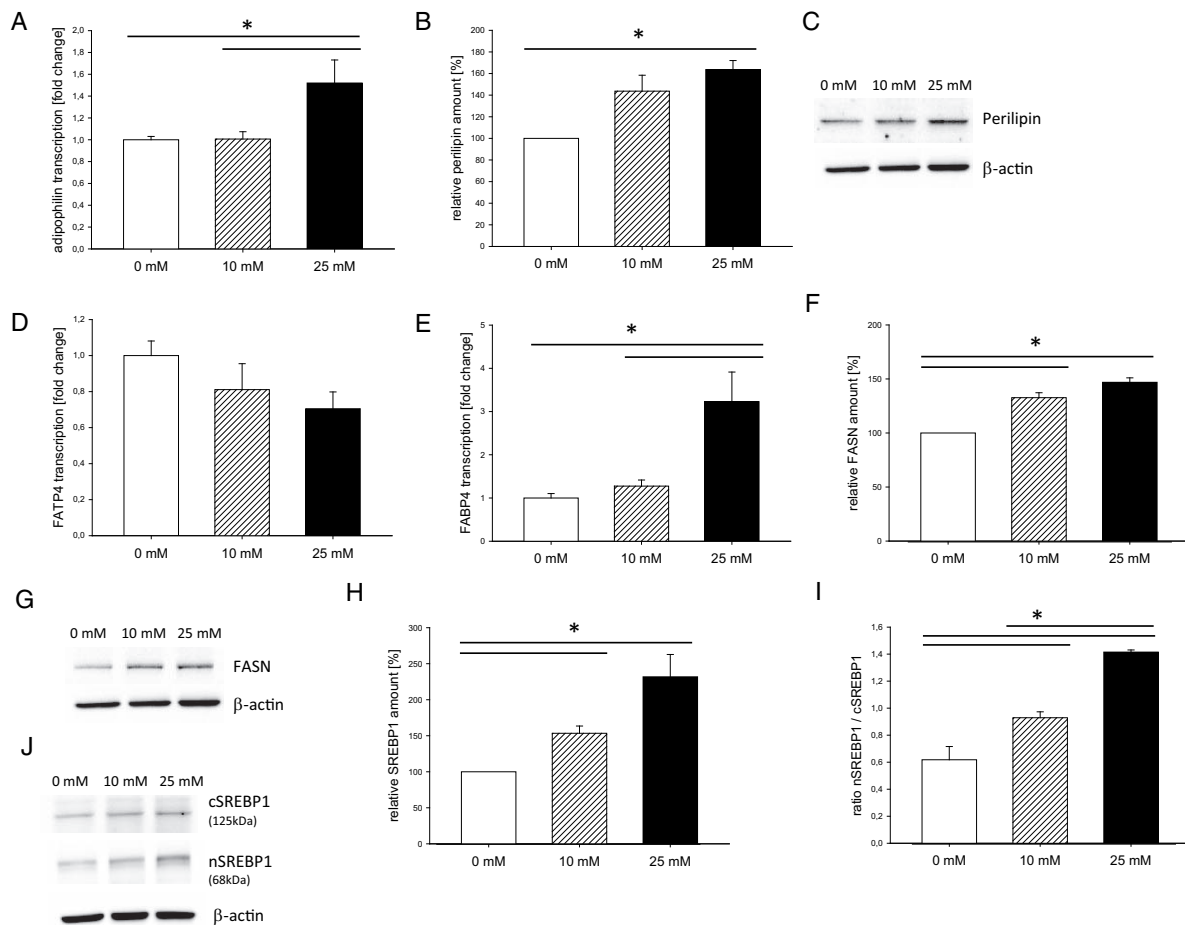 A
adipophilin transcription [fold change]
2,0
1,8
1,6
1,4
1,2
1,0
0,8
0,6
0,4
0,2
0,0
*
0 mM 10 mM 25 mM
B
relative perilipin amount [%]
200
180
160
140
120
100
80
60
40
20
0
*
0 mM 10 mM 25 mM
C
0 mM 10 mM 25 mM
Perilipin
β-actin
D
FATP4 transcription [fold change]
1,2
1,0
0,8
0,6
0,4
0,2
0,0
0 mM 10 mM 25 mM
E
FABP4 transcription [fold change]
5
4
3
2
1
0
*
0 mM 10 mM 25 mM
F
relative FASN amount [%]
200
150
100
50
0
*
0 mM 10 mM 25 mM
G
0 mM 10 mM 25 mM
FASN
β-actin
H
relative SREBP1 amount [%]
300
250
200
150
100
50
0
*
0 mM 10 mM 25 mM
I
ratio nSREBP1 / cSREBP1
1,6
1,4
1,2
1,0
0,8
0,6
0,4
0,2
0,0
*
0 mM 10 mM 25 mM
J
0 mM 10 mM 25 mM
cSREBP1
(125kDa)
nSREBP1
(68kDa)
β-actin